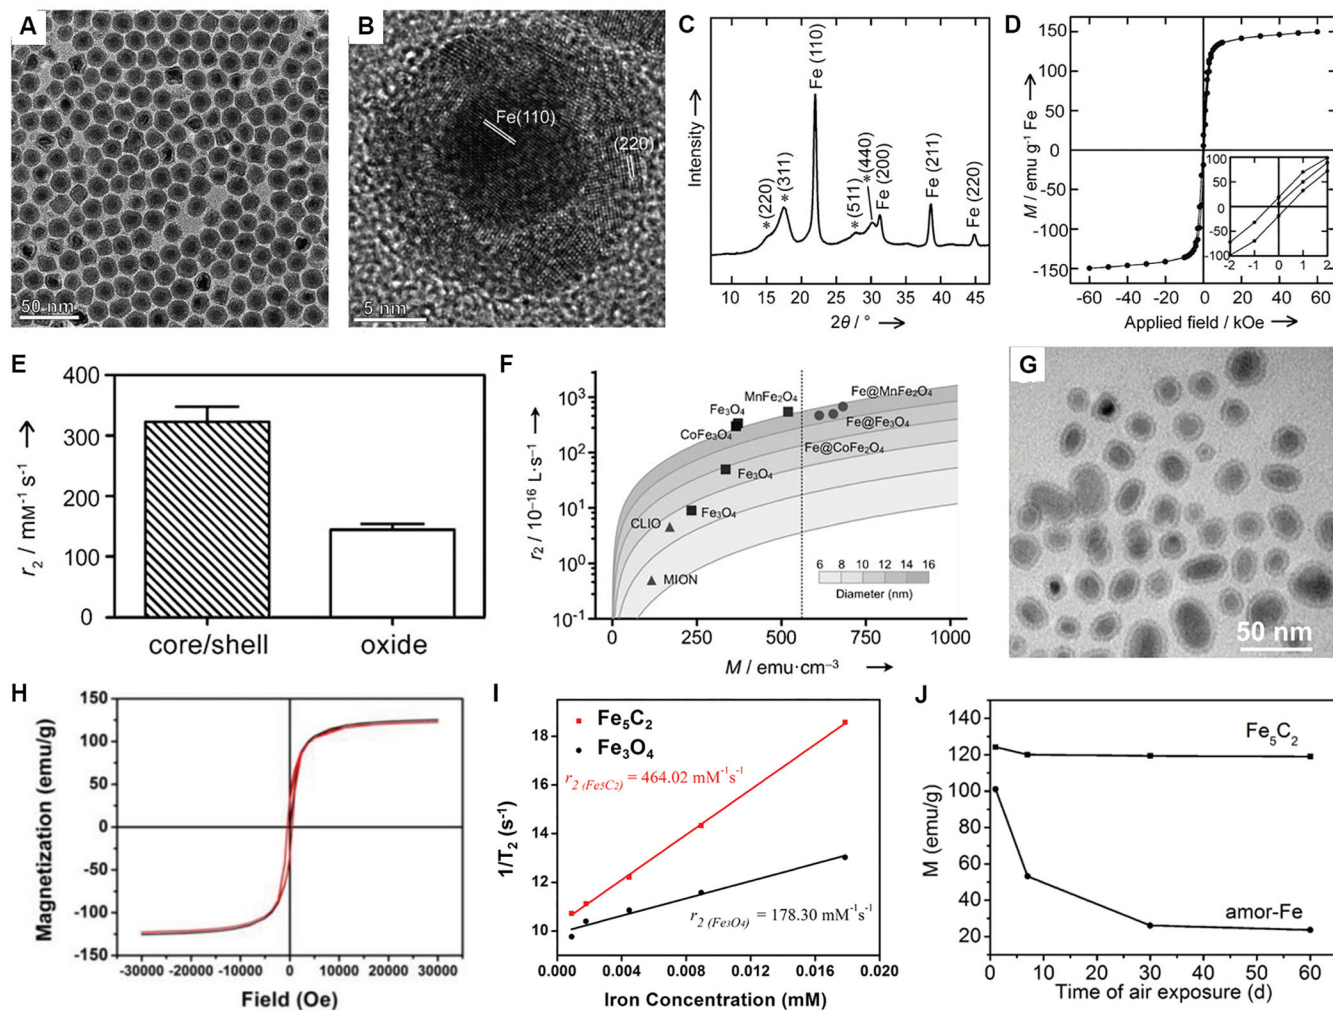 A
50 nm
B
Fe(110)
(220)
5 nm
C
Intensity
*(220)
*(311)
Fe (110)
*(511)
*(440)
Fe (200)
Fe (211)
Fe (220)
10 15 20 25 30 35 40 45
2θ / °
D
M / emu g⁻¹ Fe
150
100
50
0
-50
-100
-150
-60 -40 -20 0 20 40 60
Applied field / kOe
100
50
0
-50
-100
-2 -1 0 1 2
E
r₂ / mM⁻¹ s⁻¹
400
300
200
100
0
core/shell oxide
F
r₂ / 10⁻¹⁶ L·s⁻¹
10³
10²
10¹
10⁰
10⁻¹
MnFe₂O₄
Fe@MnFe₂O₄
Fe₃O₄
CoFe₃O₄
Fe@Fe₃O₄
Fe@CoFe₂O₄
Fe₃O₄
Fe₃O₄
CLIO
MION
6 8 10 12 14 16
Diameter (nm)
0 250 500 750 1000
M / emu·cm⁻³
G
50 nm
H
Magnetization (emu/g)
150
100
50
0
-50
-100
-150
-30000 -20000 -10000 0 10000 20000 30000
Field (Oe)
I
1/T₂ (s⁻¹)
18
16
14
12
10
Fe₅C₂
Fe₃O₄
r₂ (Fe5C2) = 464.02 mM⁻¹s⁻¹
r₂ (Fe3O4) = 178.30 mM⁻¹s⁻¹
0.000 0.004 0.008 0.012 0.016 0.020
Iron Concentration (mM)
J
M (emu/g)
140
120
100
80
60
40
20
Fe₅C₂
amor-Fe
0 10 20 30 40 50 60
Time of air exposure (d)